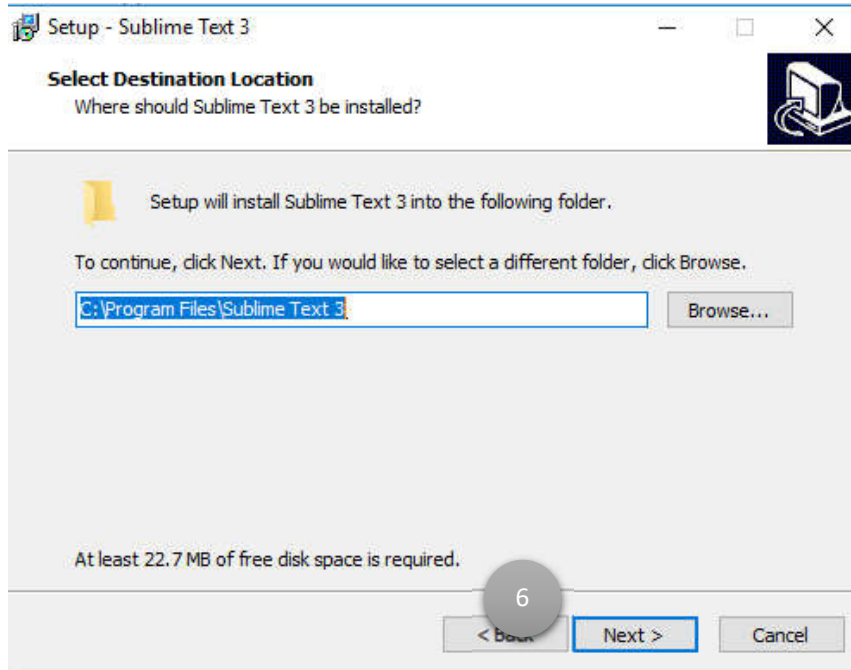 Setup - Sublime Text 3
Select Destination Location
Where should Sublime Text 3 be installed?
Setup will install Sublime Text 3 into the following folder.
To continue, click Next. If you would like to select a different folder, click Browse.
C:\Program Files\Sublime Text 3
Browse...
At least 22.7 MB of free disk space is required.
6
< Back
Next >
Cancel